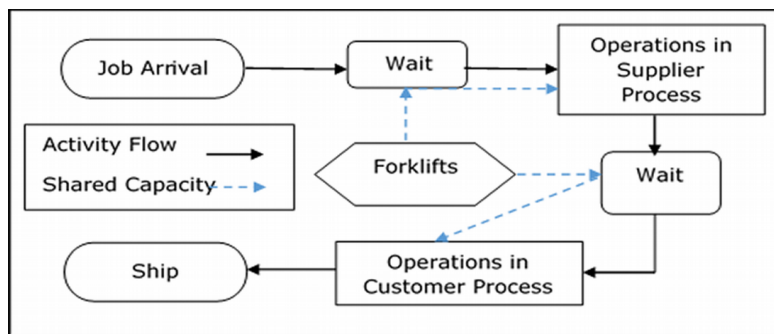 Job Arrival
Wait
Operations in
Supplier
Process
Activity Flow
Shared Capacity
Forklifts
Wait
Ship
Operations in
Customer Process